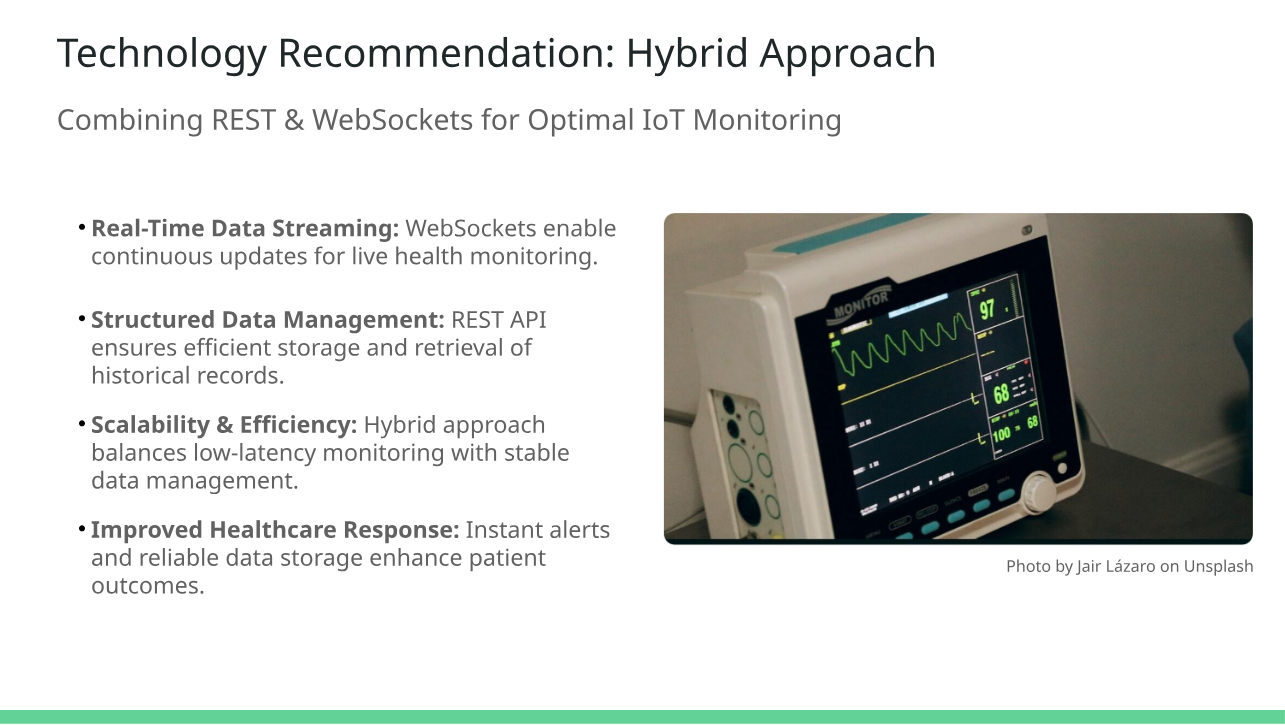 Technology Recommendation: Hybrid Approach
Combining REST & WebSockets for Optimal IoT Monitoring
• Real-Time Data Streaming: WebSockets enable
continuous updates for live health monitoring.
• Structured Data Management: REST API
ensures efficient storage and retrieval of
historical records.
• Scalability & Efficiency: Hybrid approach
balances low-latency monitoring with stable
data management.
• Improved Healthcare Response: Instant alerts
and reliable data storage enhance patient
outcomes.
MONITOR
97
68
100
68
Photo by Jair Lázaro on Unsplash